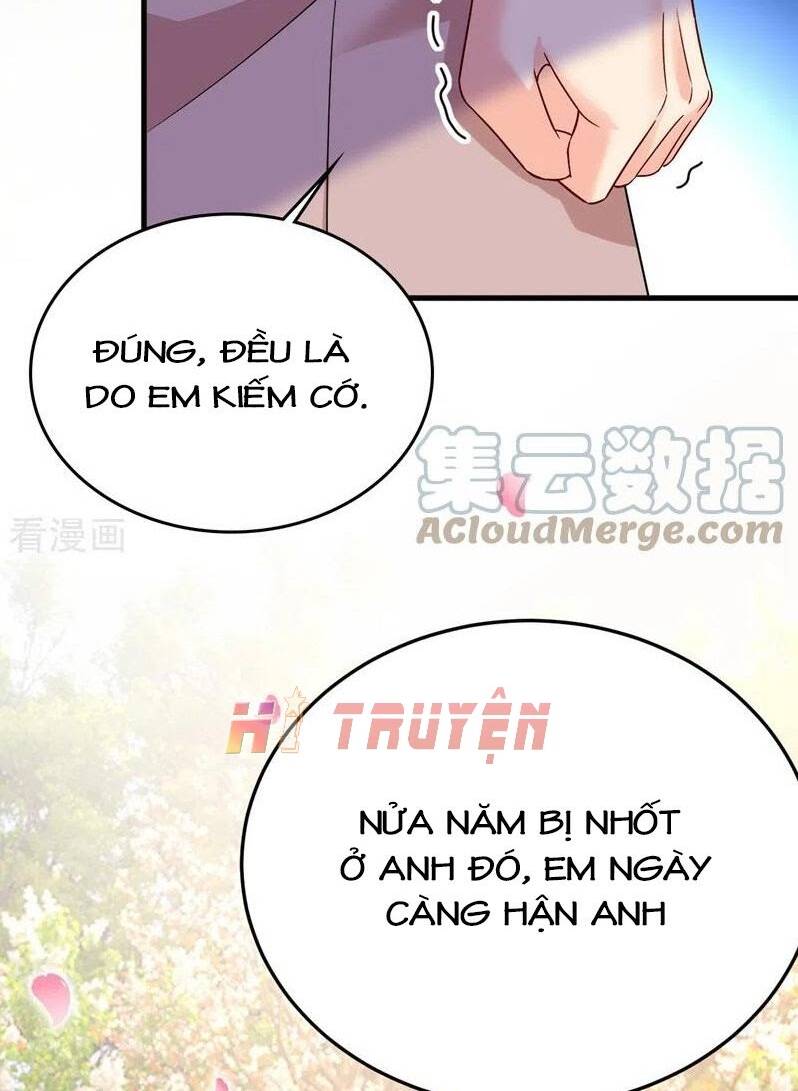 ĐÚNG, ĐỀU LÀ
DO EM KIẾM CỚ.
集云数据
ACloudMerge.com
看漫画
Hi TRUYỆN
NỬA NĂM BỊ NHỐT
Ở ANH ĐÓ, EM NGÀY
CÀNG HẬN ANH